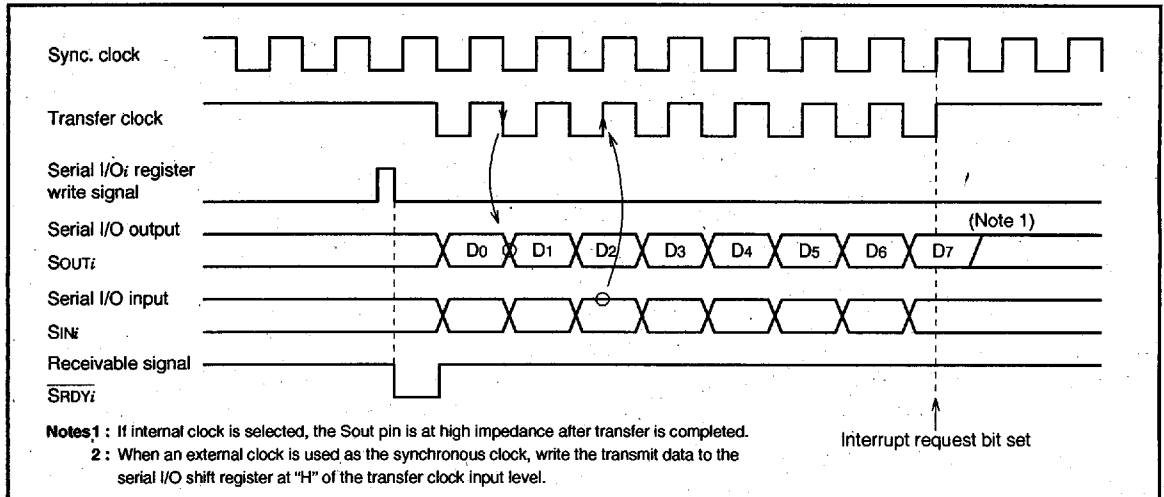 Sync. clock
Transfer clock
Serial I/Oi register
write signal
Serial I/O output
(Note 1)
D0 D1 D2 D3 D4 D5 D6 D7
SOUTi
Serial I/O input
SINi
Receivable signal
SRDYi
Notes1 : If internal clock is selected, the Sout pin is at high impedance after transfer is completed.
2 : When an external clock is used as the synchronous clock, write the transmit data to the
serial I/O shift register at “H” of the transfer clock input level.
Interrupt request bit set